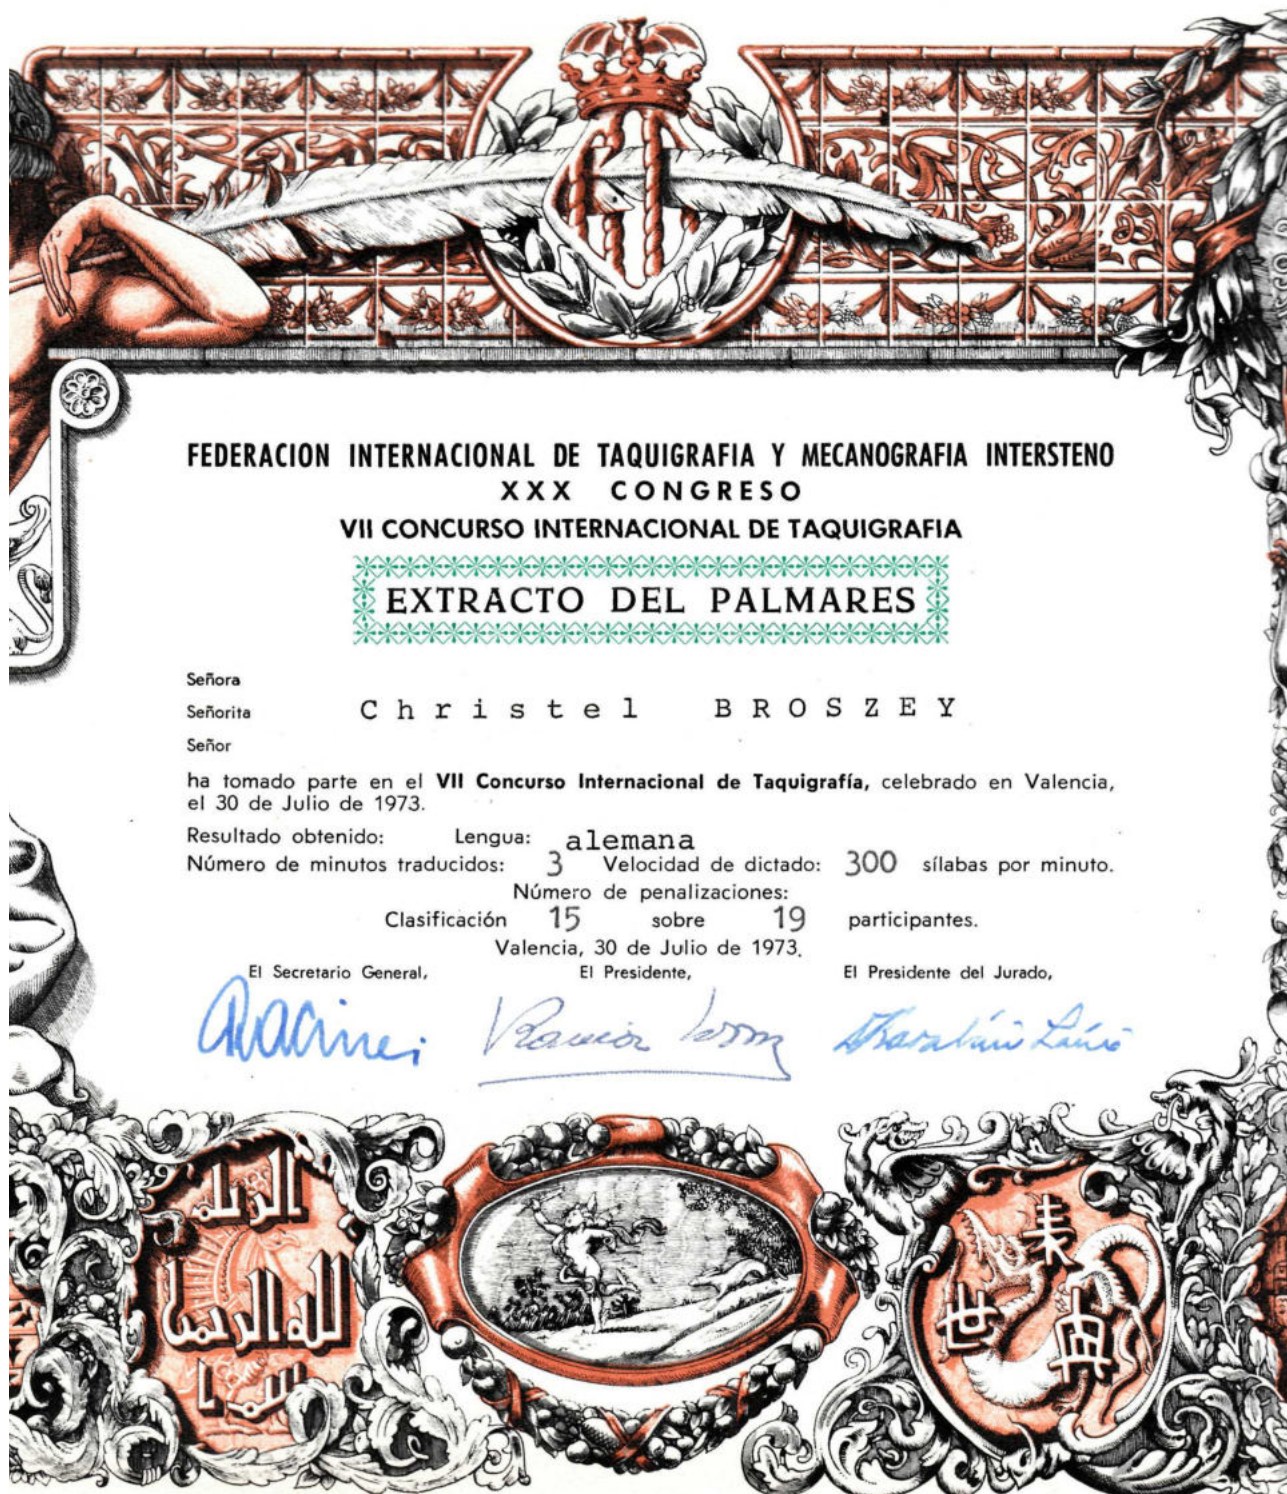 FEDERACION INTERNACIONAL DE TAQUIGRAFIA Y MECANOGRAFIA INTERSTENO
XXX CONGRESO
VII CONCURSO INTERNACIONAL DE TAQUIGRAFIA
EXTRACTO DEL PALMARES
Señora
Señorita Christel BROSZEY
Señor
ha tomado parte en el VII Concurso Internacional de Taquigrafía, celebrado en Valencia,
el 30 de Julio de 1973.
Resultado obtenido: Lengua: alemana
Número de minutos traducidos: 3 Velocidad de dictado: 300 sílabas por minuto.
Número de penalizaciones:
Clasificación 15 sobre 19 participantes.
Valencia, 30 de Julio de 1973.
El Secretario General, El Presidente, El Presidente del Jurado,